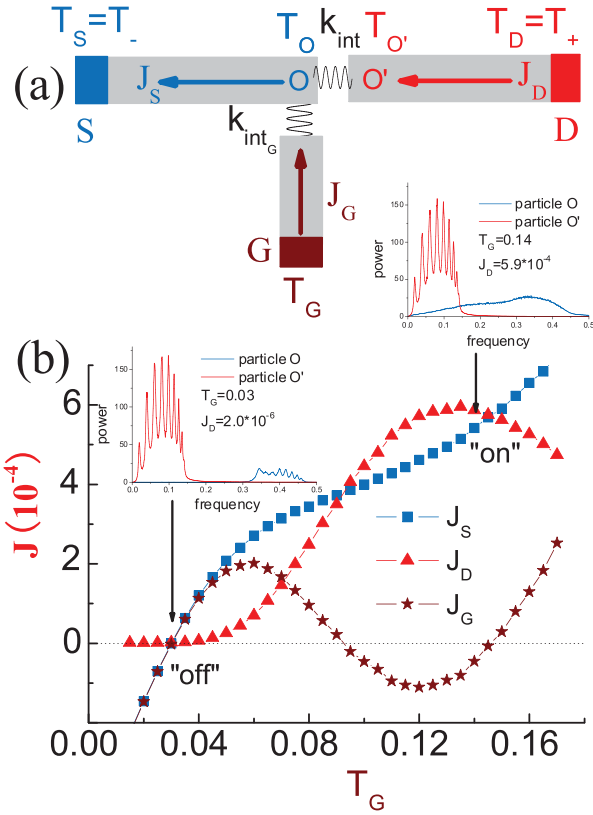 T_S=T_-
T_O
k_int
T_O'
T_D=T_+
(a)
J_S
O
O'
J_D
S
D
k_int_G
J_G
G
T_G
particle O
particle O'
T_G=0.14
J_D=5.9*10^-4
power
150
100
50
0
0.0
0.1
0.2
0.3
0.4
0.5
frequency
(b)
particle O
particle O'
T_G=0.03
J_D=2.0*10^-6
power
150
100
50
0
0.0
0.1
0.2
0.3
0.4
0.5
frequency
"on"
"off"
J_S
J_D
J_G
J(10^-4)
6
4
2
0
0.00
0.04
0.08
0.12
0.16
T_G